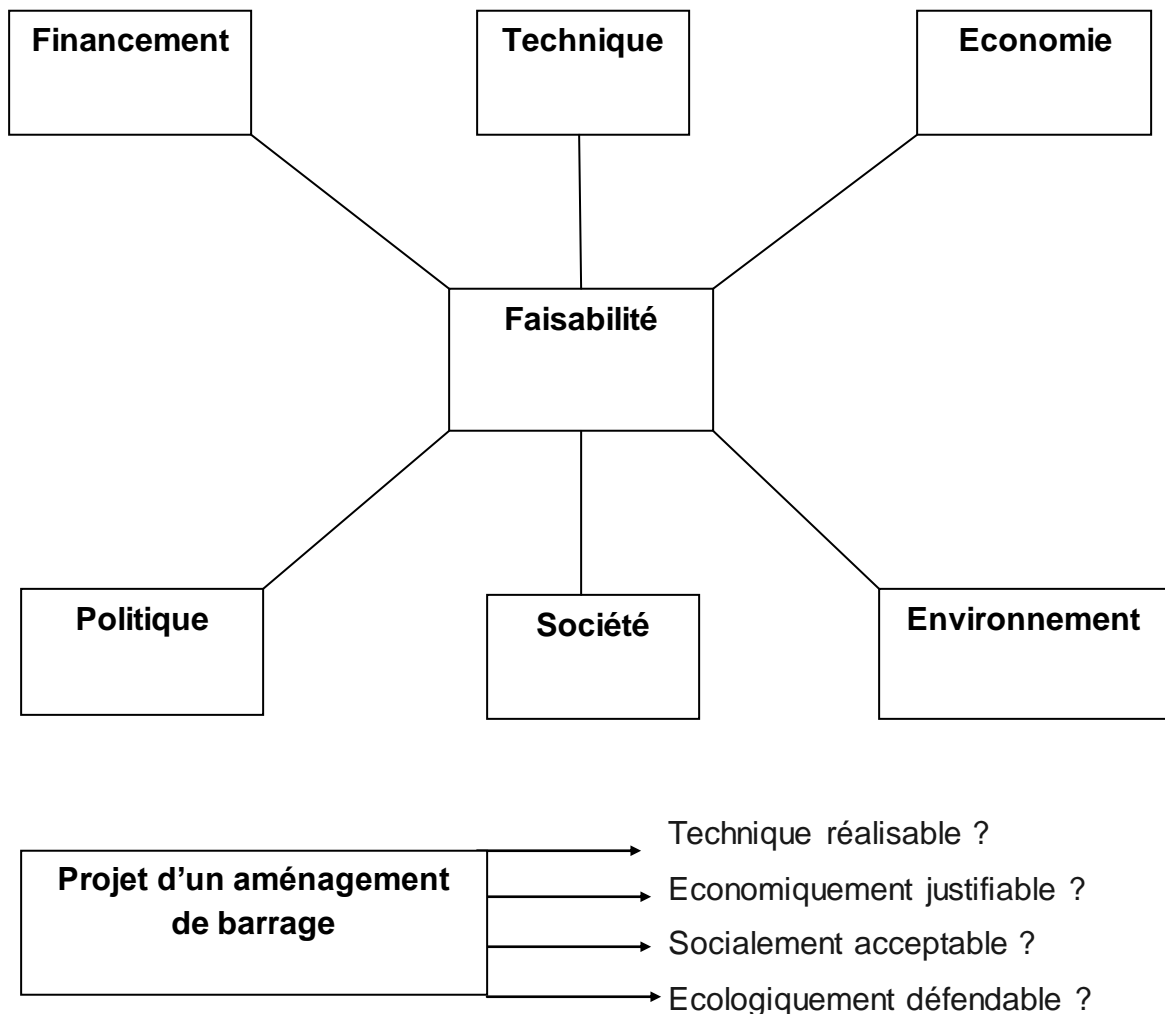 Financement
Technique
Economie
Faisabilité
Politique
Société
Environnement
Projet d’un aménagement
de barrage
Technique réalisable ?
Economiquement justifiable ?
Socialement acceptable ?
Ecologiquement défendable ?